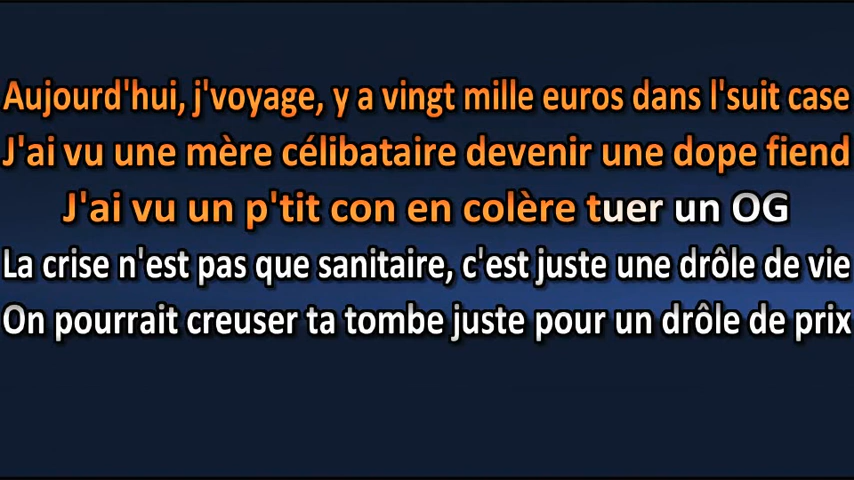 Aujourd'hui, j'voyage, y a vingt mille euros dans l'suit case
J'ai vu une mère célibataire devenir une dope fiend
J'ai vu un p'tit con en colère tuer un OG
La crise n'est pas que sanitaire, c'est juste une drôle de vie
On pourrait creuser ta tombe juste pour un drôle de prix